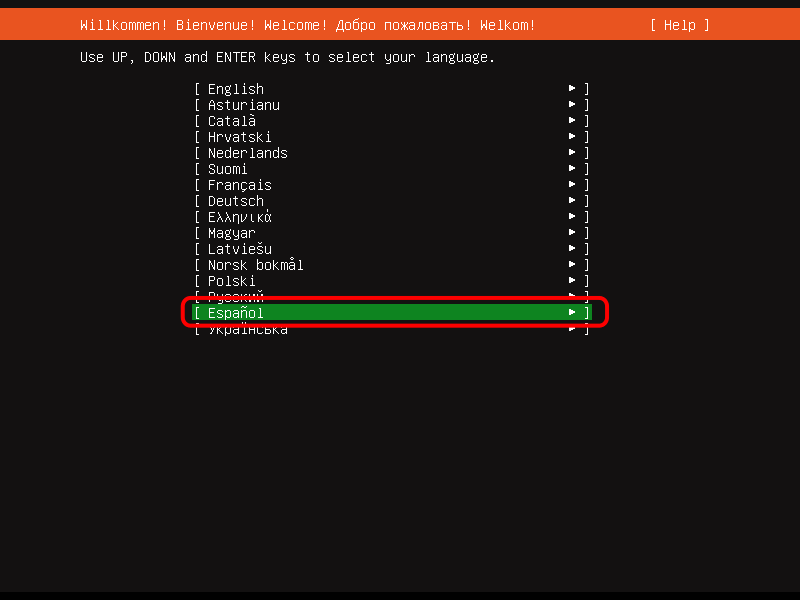 Willkommen! Bienvenue! Welcome! Добро пожаловать! Welkom! [ Help ]
Use UP, DOWN and ENTER keys to select your language.
[ English ▸ ]
[ Asturianu ▸ ]
[ Català ▸ ]
[ Hrvatski ▸ ]
[ Nederlands ▸ ]
[ Suomi ▸ ]
[ Français ▸ ]
[ Deutsch ▸ ]
[ Ελληνικά ▸ ]
[ Magyar ▸ ]
[ Latviešu ▸ ]
[ Norsk bokmål ▸ ]
[ Polski ▸ ]
[ Русский ▸ ]
[ Español ▸ ]
[ Українська ▸ ]